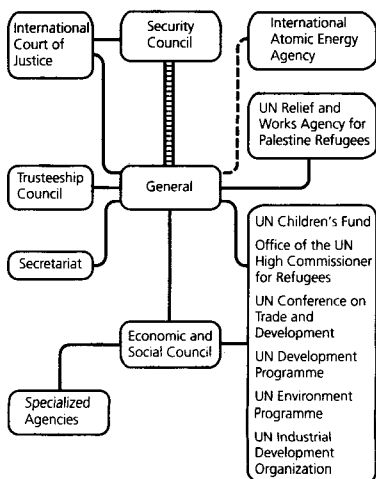 International
Court of
Justice
Security
Council
International
Atomic Energy
Agency
UN Relief and
Works Agency for
Palestine Refugees
Trusteeship
Council
General
Secretariat
UN Children's Fund
Office of the UN
High Commissioner
for Refugees
UN Conference on
Trade and
Development
UN Development
Programme
UN Environment
Programme
UN Industrial
Development
Organization
Economic and
Social Council
Specialized
Agencies